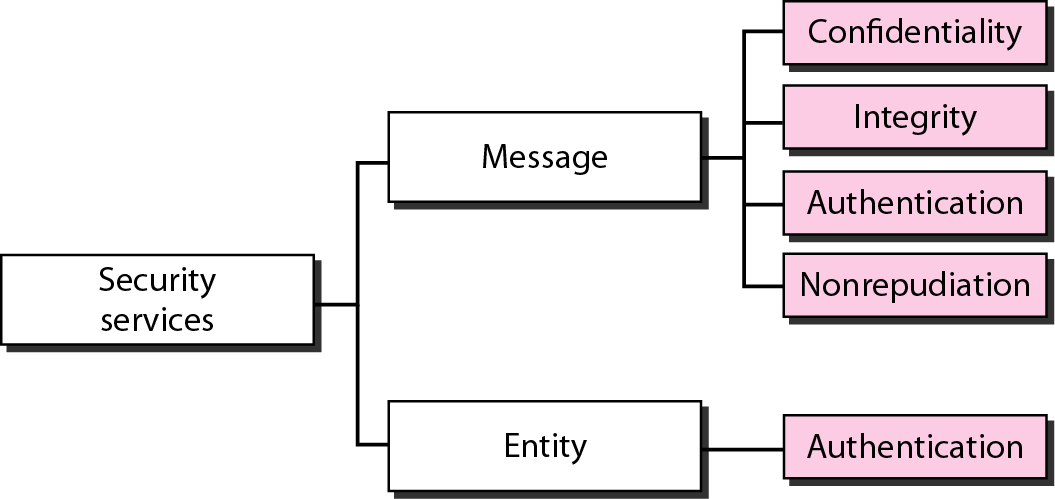 Security
services
Message
Confidentiality
Integrity
Authentication
Nonrepudiation
Entity
Authentication